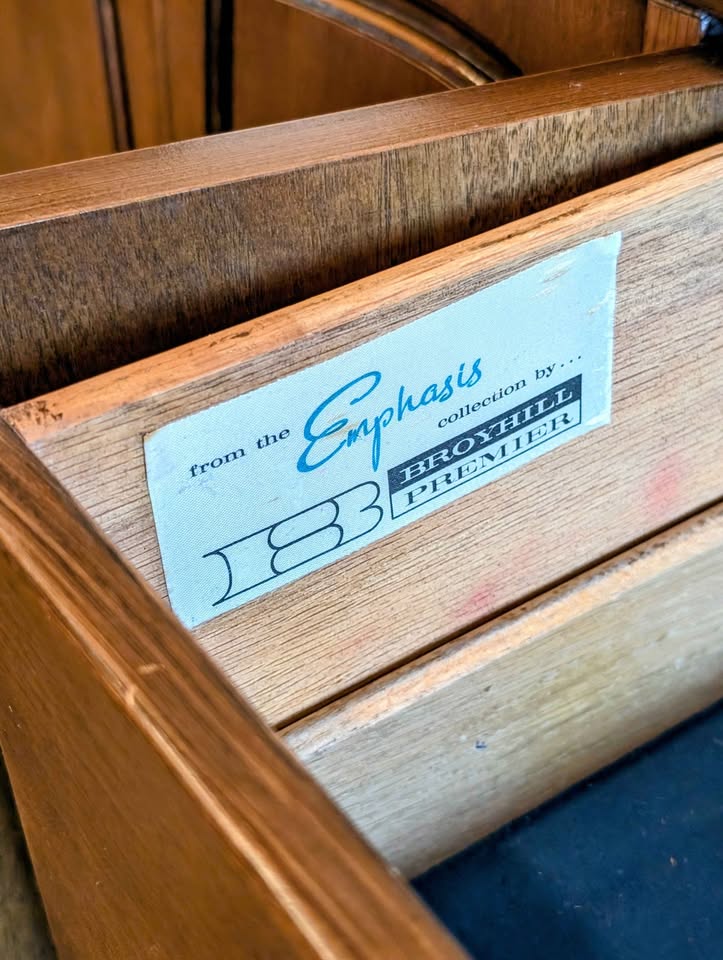 from the Emphasis
collection by...
B BROYHILL
PREMIER